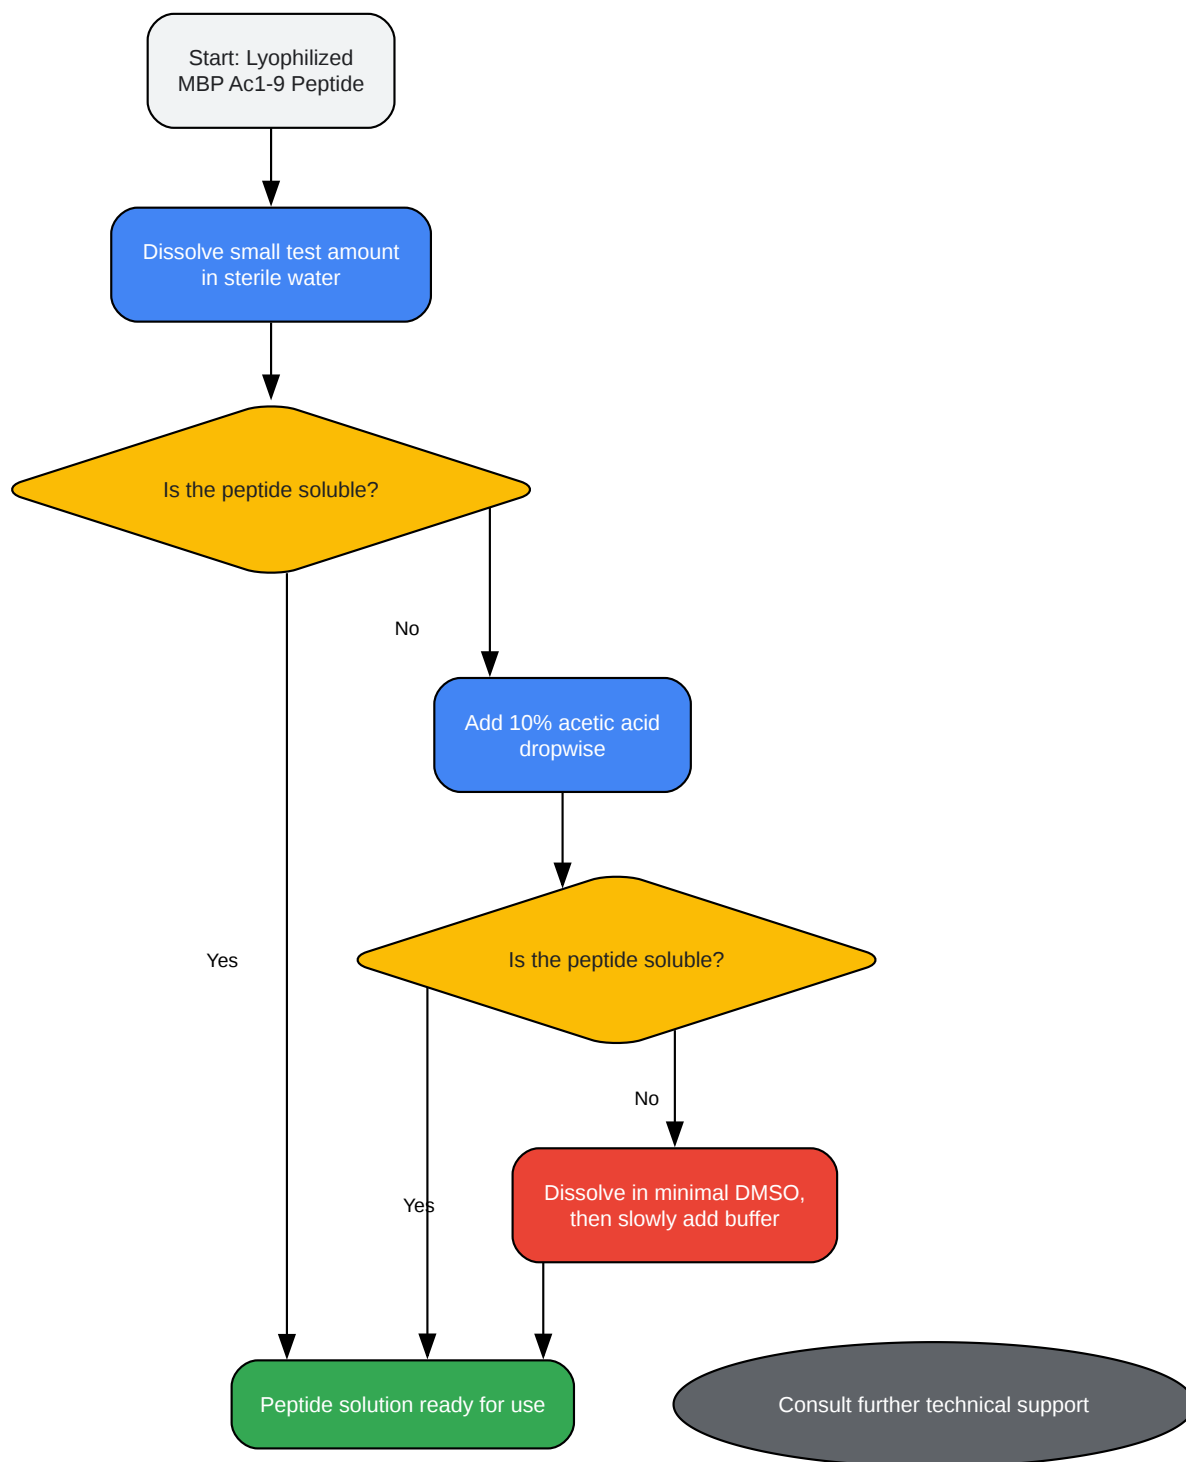 Start: Lyophilized
MBP Ac1-9 Peptide
Dissolve small test amount
in sterile water
Is the peptide soluble?
No
Add 10% acetic acid
dropwise
Yes
Is the peptide soluble?
No
Dissolve in minimal DMSO,
then slowly add buffer
Yes
Peptide solution ready for use
Consult further technical support